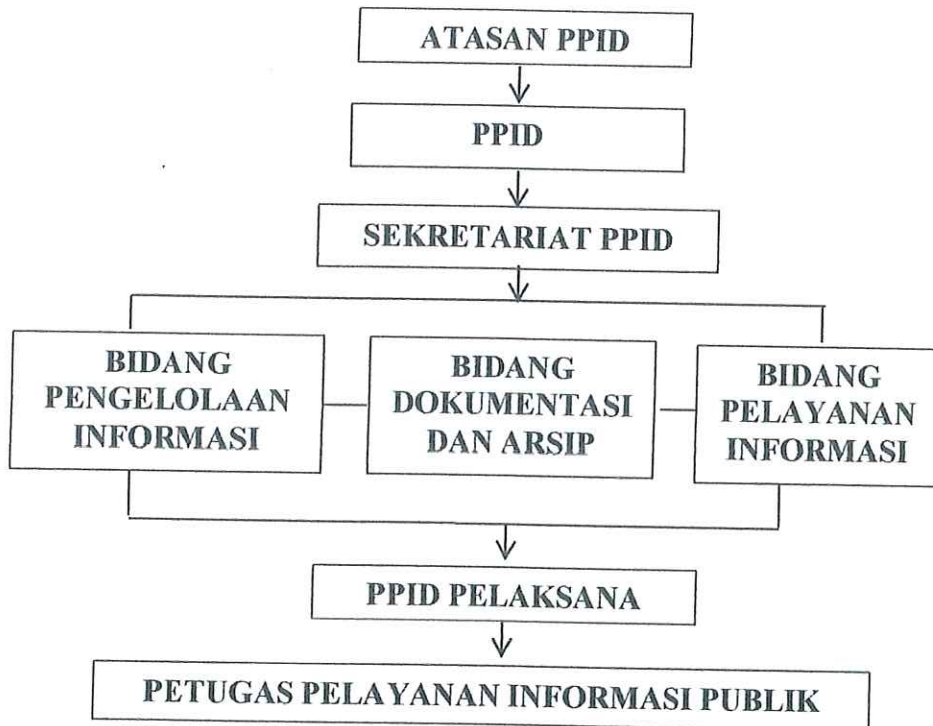 ATASAN PPID
PPID
SEKRETARIAT PPID
BIDANG
PENGELOLAAN
INFORMASI
BIDANG
DOKUMENTASI
DAN ARSIP
BIDANG
PELAYANAN
INFORMASI
PPID PELAKSANA
PETUGAS PELAYANAN INFORMASI PUBLIK